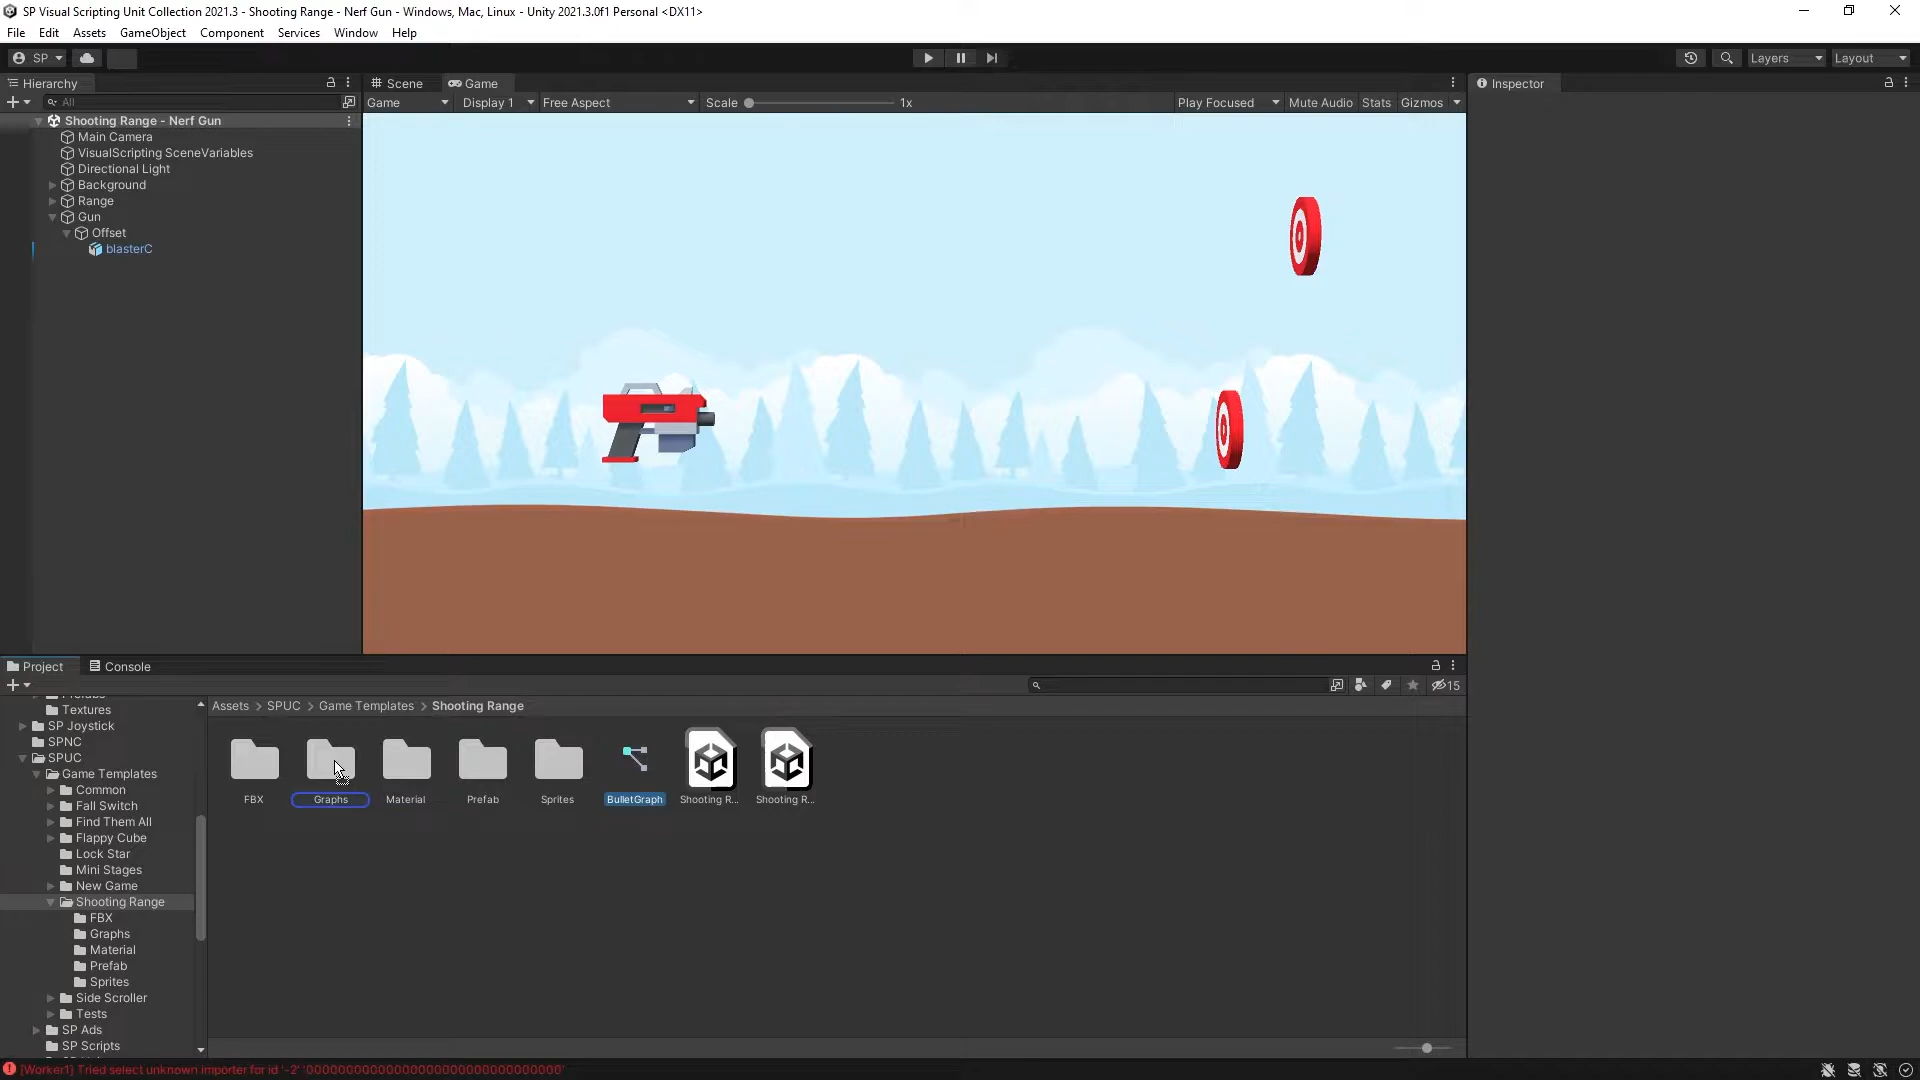 SP Visual Scripting Unit Collection 2021.3 - Shooting Range - Nerf Gun - Windows, Mac, Linux - Unity 2021.3.0f1 Personal <DX11>
File Edit Assets GameObject Component Services Window Help
SP Layers Layout
Hierarchy Scene Game Inspector
All Game Display 1 Free Aspect Scale 1x Play Focused Mute Audio Stats Gizmos
Shooting Range - Nerf Gun
Main Camera
VisualScripting SceneVariables
Directional Light
Background
Range
Gun
Offset
blasterC
Project Console
15
Textures
SP Joystick
SPNC
SPUC
Game Templates
Common
Fall Switch
Find Them All
Flappy Cube
Lock Star
Mini Stages
New Game
Shooting Range
FBX
Graphs
Material
Prefab
Sprites
Side Scroller
Tests
SP Ads
SP Scripts
Assets > SPUC > Game Templates > Shooting Range
FBX Graphs Material Prefab Sprites BulletGraph Shooting R... Shooting R...
[Worker1] Tried select unknown importer for id '-2'